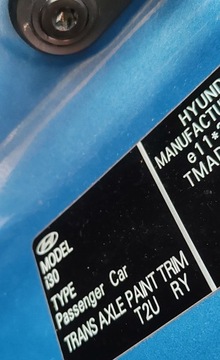 MODEL
i30
TYPE
Passenger Car
TRANS AXLE PAINT TRIM
T2U RY
HYUND
MANUFACTU
e11*
TMAD